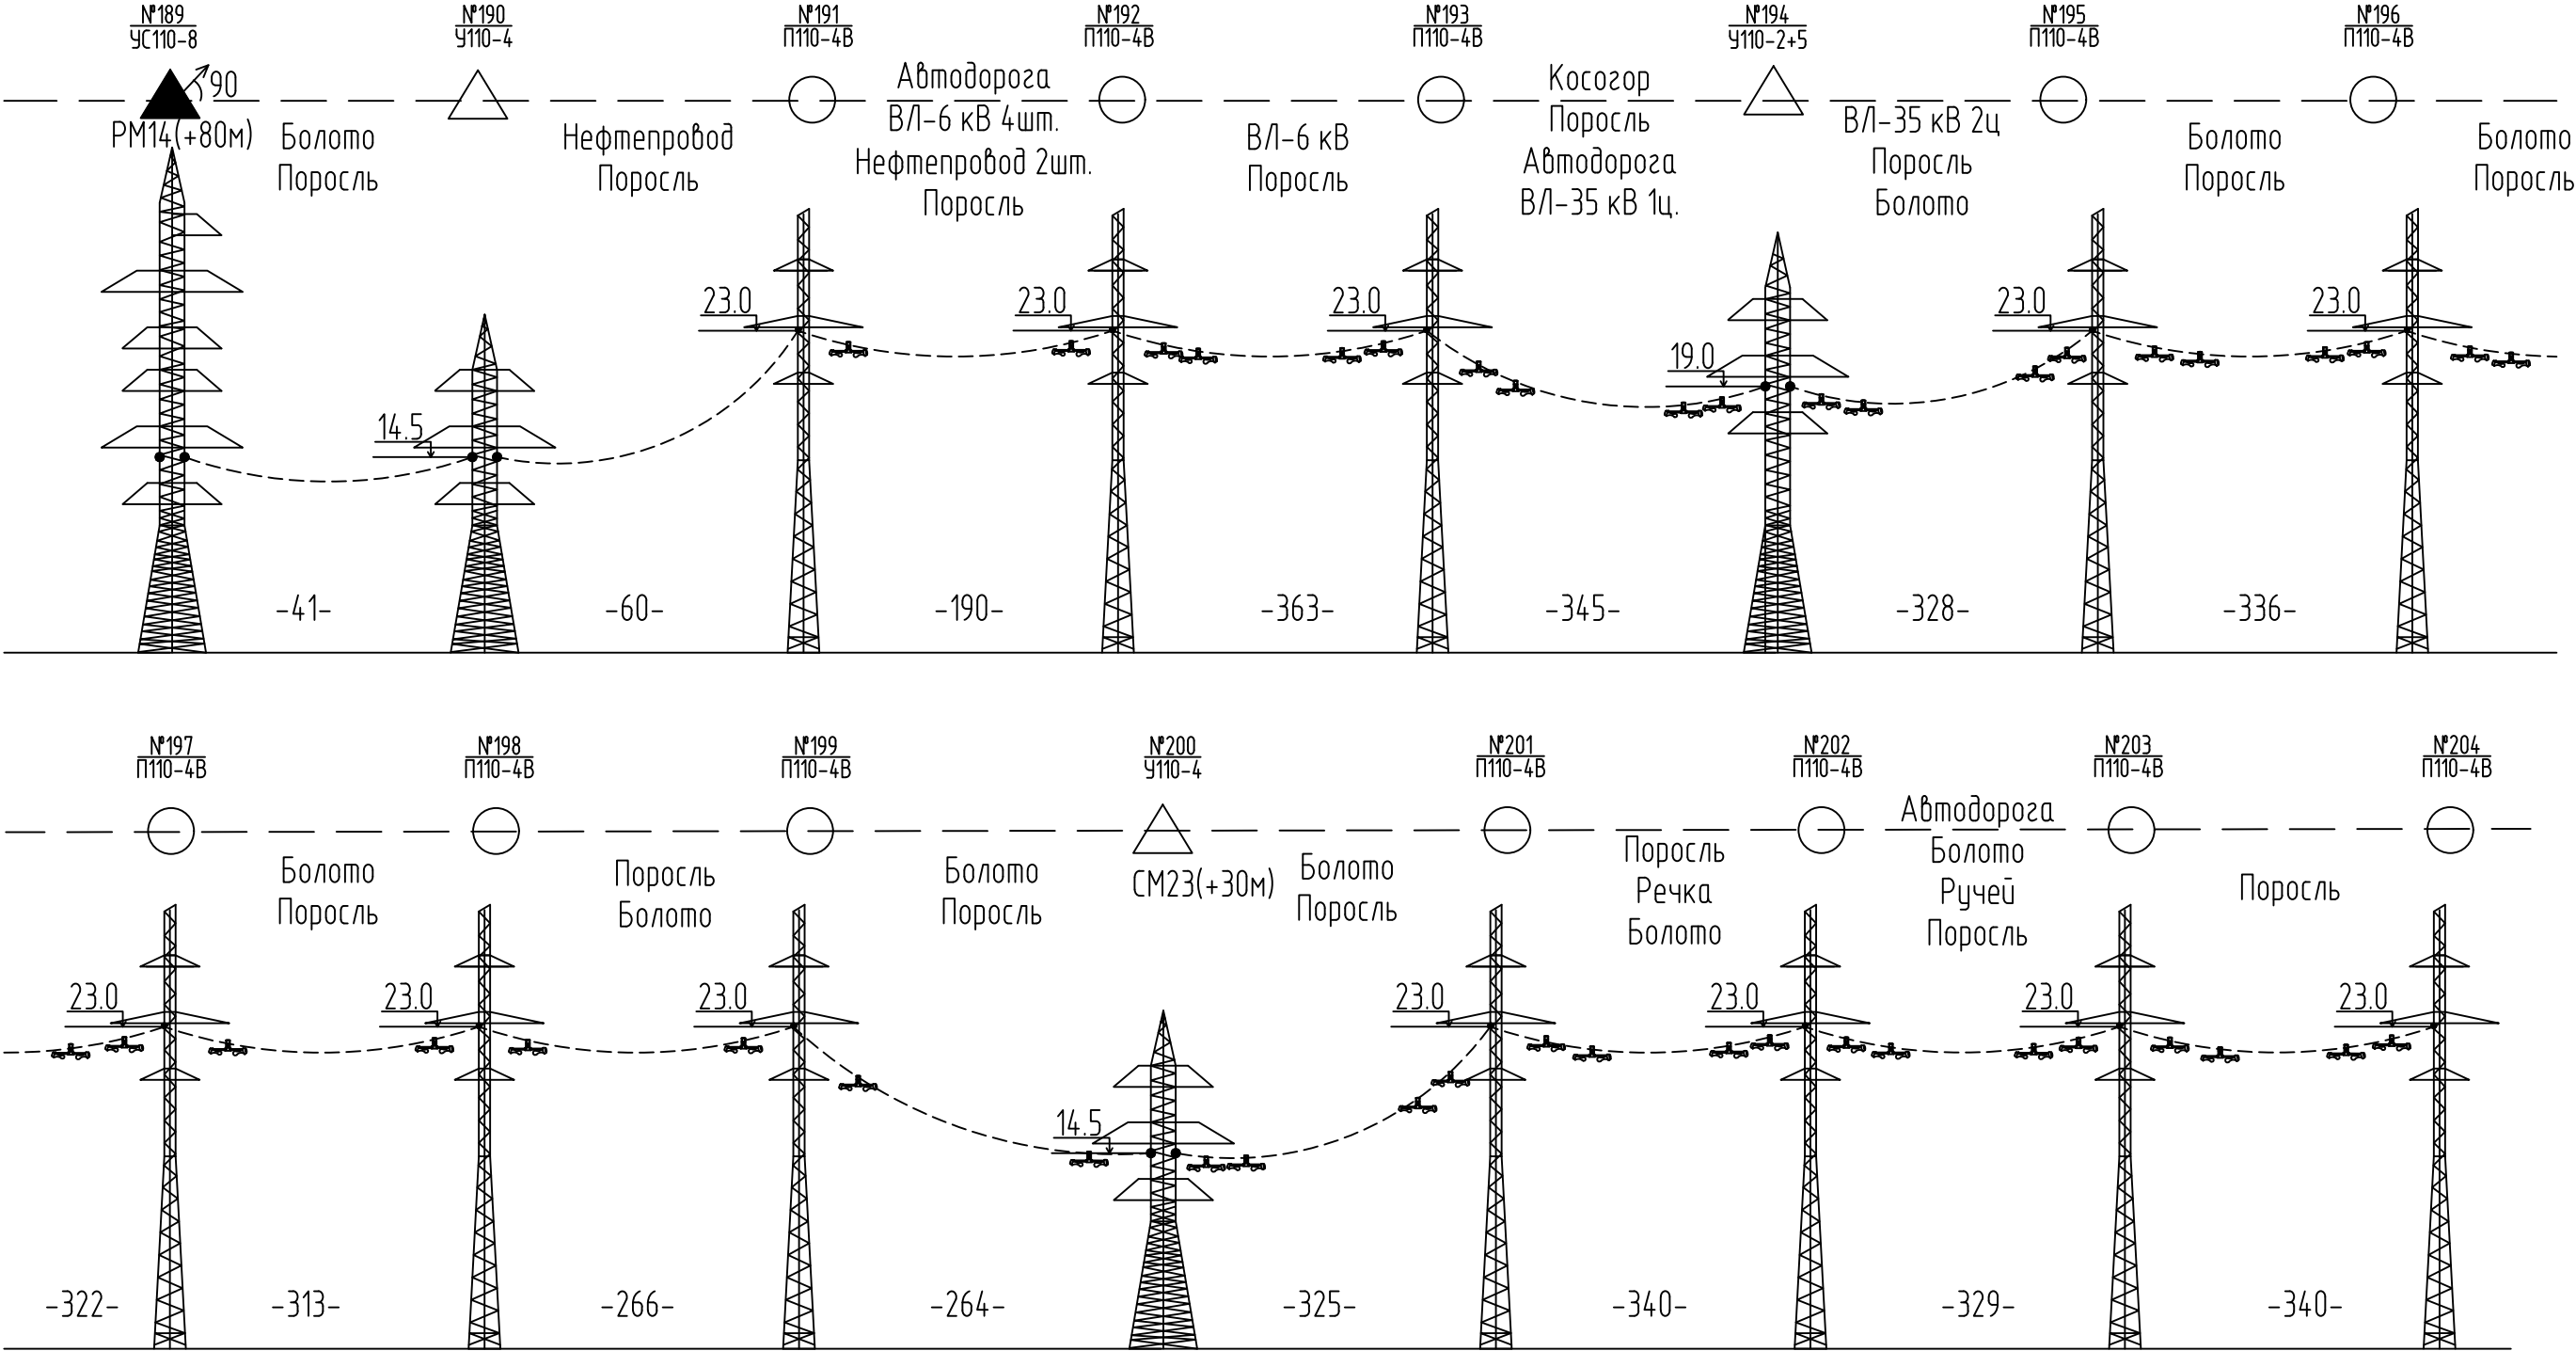 №189
УС110-8
№190
У110-4
№191
П110-4В
№192
П110-4В
№193
П110-4В
№194
У110-2+5
№195
П110-4В
№196
П110-4В
90
РМ14(+80м)
Болото
Поросль
Нефтепровод
Поросль
Автодорога
ВЛ-6 кВ 4шт.
Нефтепровод 2шт.
Поросль
ВЛ-6 кВ
Поросль
Косогор
Поросль
Автодорога
ВЛ-35 кВ 1ц.
ВЛ-35 кВ 2ц
Поросль
Болото
Болото
Поросль
Болото
Поросль
14.5
23.0
23.0
23.0
19.0
23.0
23.0
-41-
-60-
-190-
-363-
-345-
-328-
-336-
№197
П110-4В
№198
П110-4В
№199
П110-4В
№200
У110-4
№201
П110-4В
№202
П110-4В
№203
П110-4В
№204
П110-4В
Болото
Поросль
Поросль
Болото
Болото
Поросль
СМ23(+30м)
Болото
Поросль
Поросль
Речка
Болото
Автодорога
Болото
Ручей
Поросль
Поросль
23.0
23.0
23.0
14.5
23.0
23.0
23.0
23.0
-322-
-313-
-266-
-264-
-325-
-340-
-329-
-340-